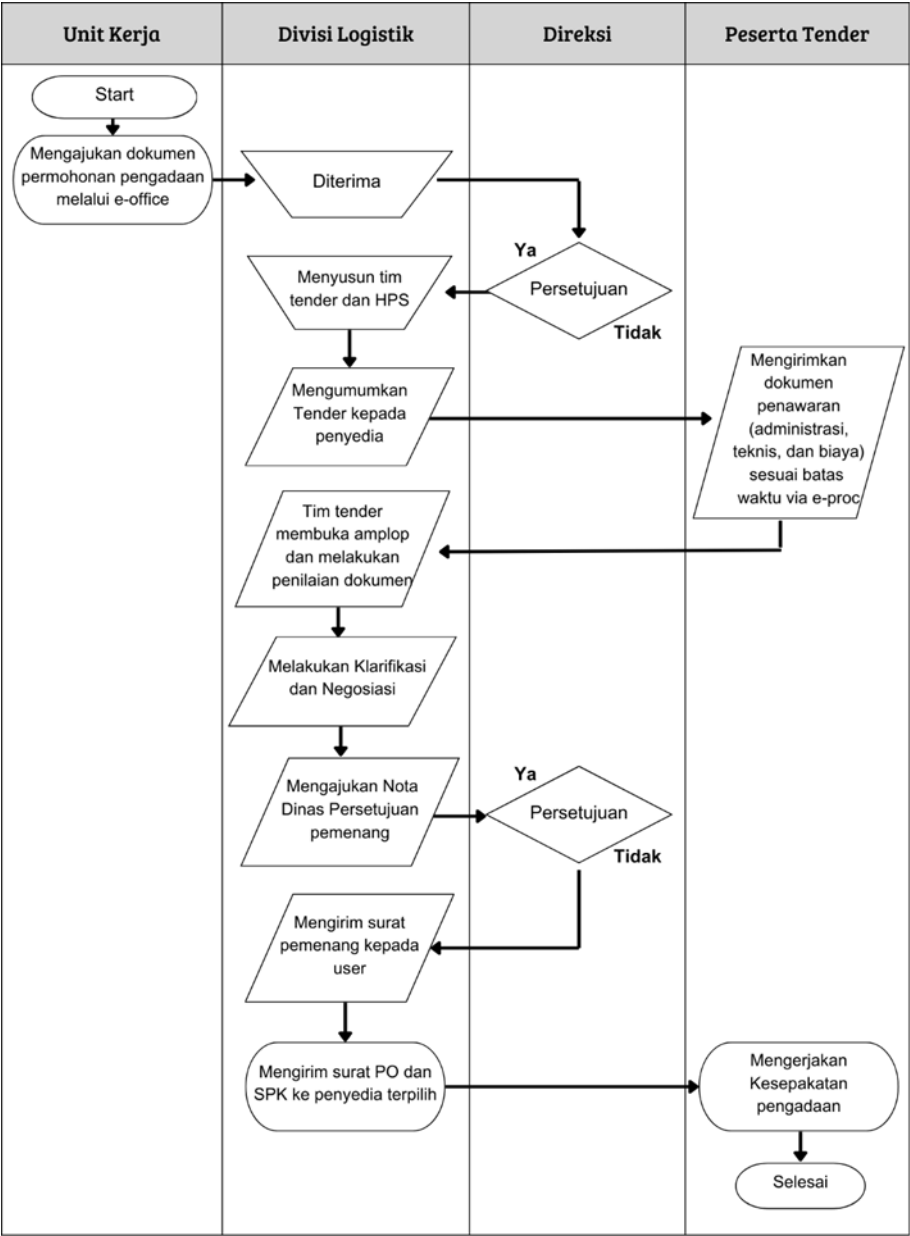 Unit Kerja
Divisi Logistik
Direksi
Peserta Tender
Start
Mengajukan dokumen
permohonan pengadaan
melalui e-office
Diterima
Ya
Persetujuan
Tidak
Menyusun tim
tender dan HPS
Mengumumkan
Tender kepada
penyedia
Mengirimkan
dokumen
penawaran
(administrasi,
teknis, dan biaya)
sesuai batas
waktu via e-proc
Tim tender
membuka amplop
dan melakukan
penilaian dokumen
Melakukan Klarifikasi
dan Negosiasi
Mengajukan Nota
Dinas Persetujuan
pemenang
Ya
Persetujuan
Tidak
Mengirim surat
pemenang kepada
user
Mengirim surat PO dan
SPK ke penyedia terpilih
Mengerjakan
Kesepakatan
pengadaan
Selesai